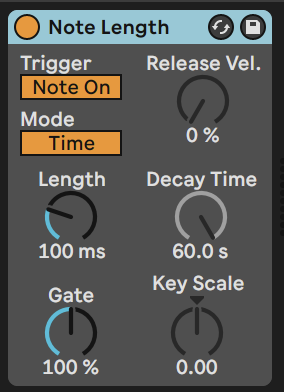 Note Length
Trigger
Note On
Mode
Time
Release Vel.
0 %
Length
100 ms
Decay Time
60.0 s
Gate
100 %
Key Scale
0.00